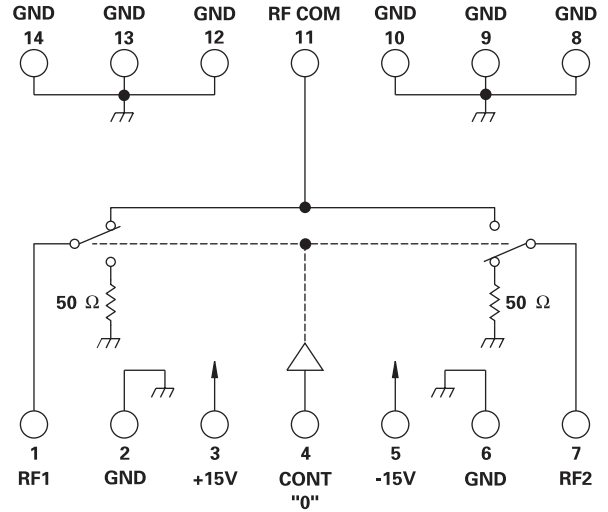 GND GND GND RF COM GND GND GND
14 13 12 11 10 9 8
50 Ω 50 Ω
1 2 3 4 5 6 7
RF1 GND +15V CONT -15V GND RF2
"0"